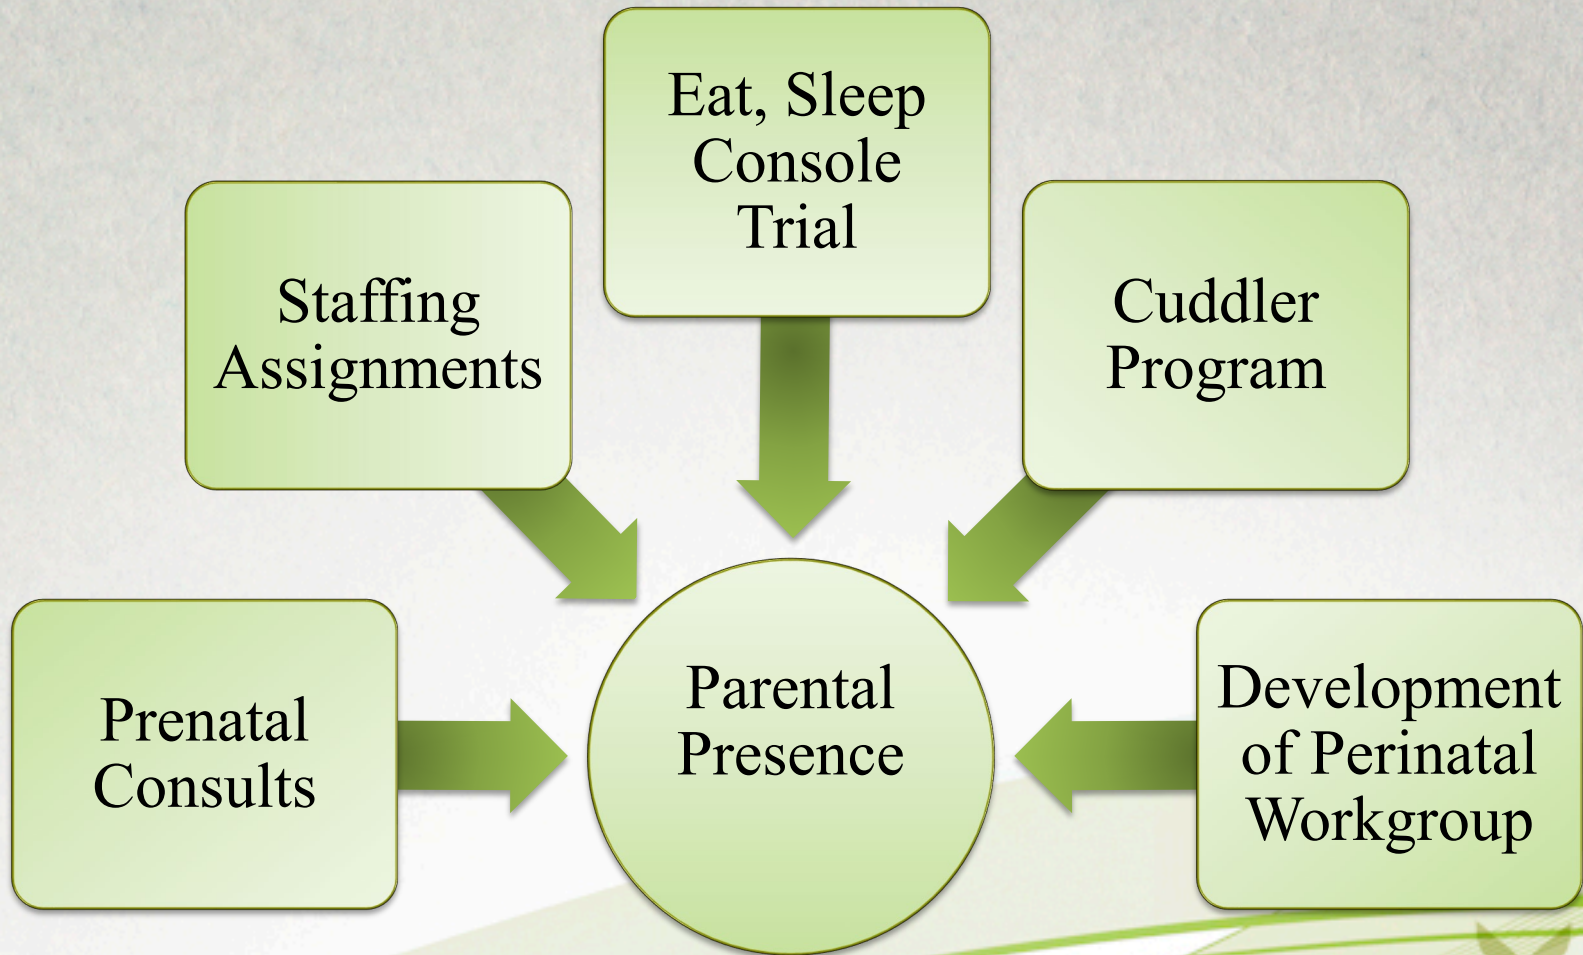 Eat, Sleep
Console
Trial
Staffing
Assignments
Cuddler
Program
Prenatal
Consults
Parental
Presence
Development
of Perinatal
Workgroup